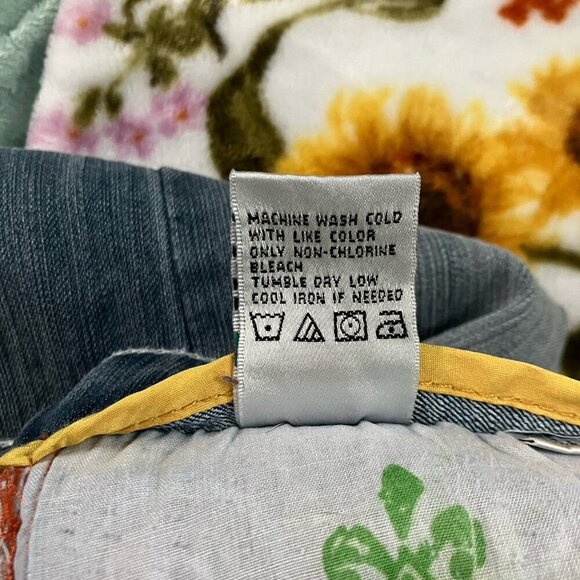 MACHINE WASH COLD
WITH LIKE COLOR
ONLY NON-CHLORINE
BLEACH
TUMBLE DRY LOW
COOL IRON IF NEEDED